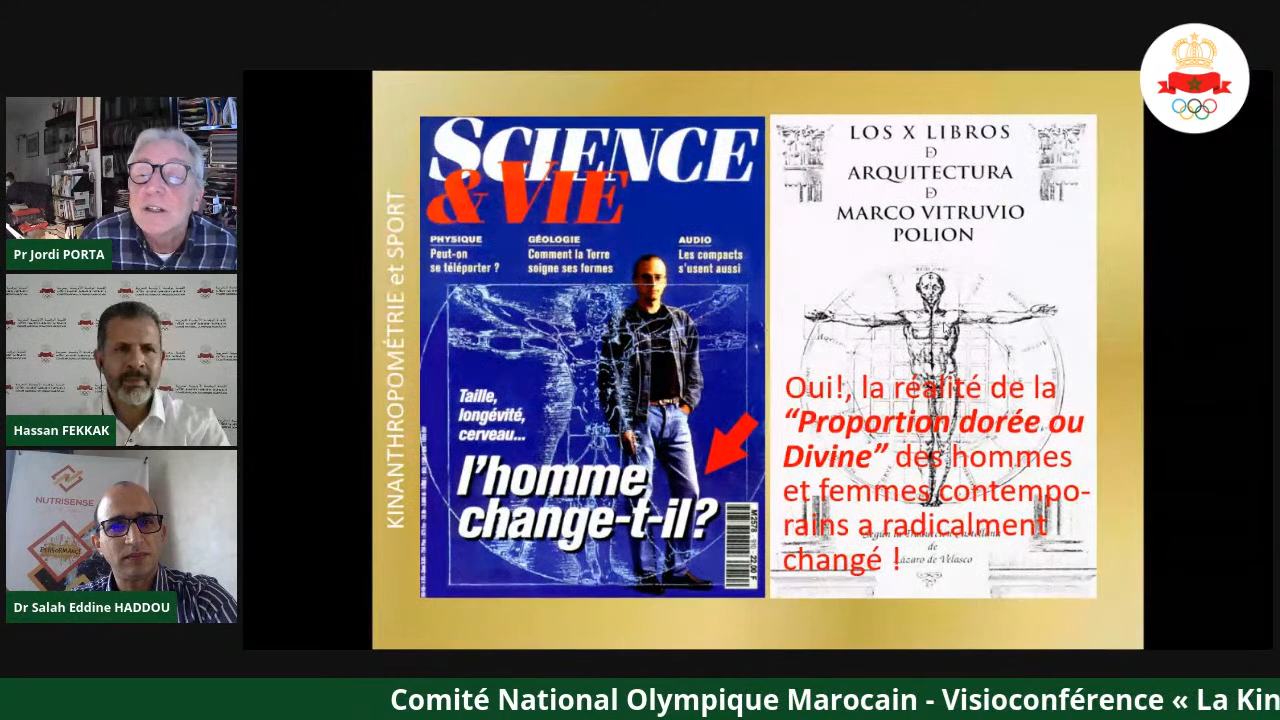 Pr Jordi PORTA
Hassan FEKKAK
NUTRISENSE
PERFORMANCE
Dr Salah Eddine HADDOU
KINANTHROPOMÉTRIE et SPORT
SCIENCE
&VIE
PHYSIQUE
Peut-on
se téléporter ?
GÉOLOGIE
Comment la Terre
soigne ses formes
AUDIO
Les compacts
s'usent aussi
Taille,
longévité,
cerveau...
l'homme
change-t-il?
LOS X LIBROS
D
ARQUITECTURA
D
MARCO VITRUVIO
POLION
Oui!, la réalité de la
“Proportion dorée ou
Divine” des hommes
et femmes contempo-
rains a radicalment
changé !
de
Lázaro de Velasco
Comité National Olympique Marocain - Visioconférence « La Kin